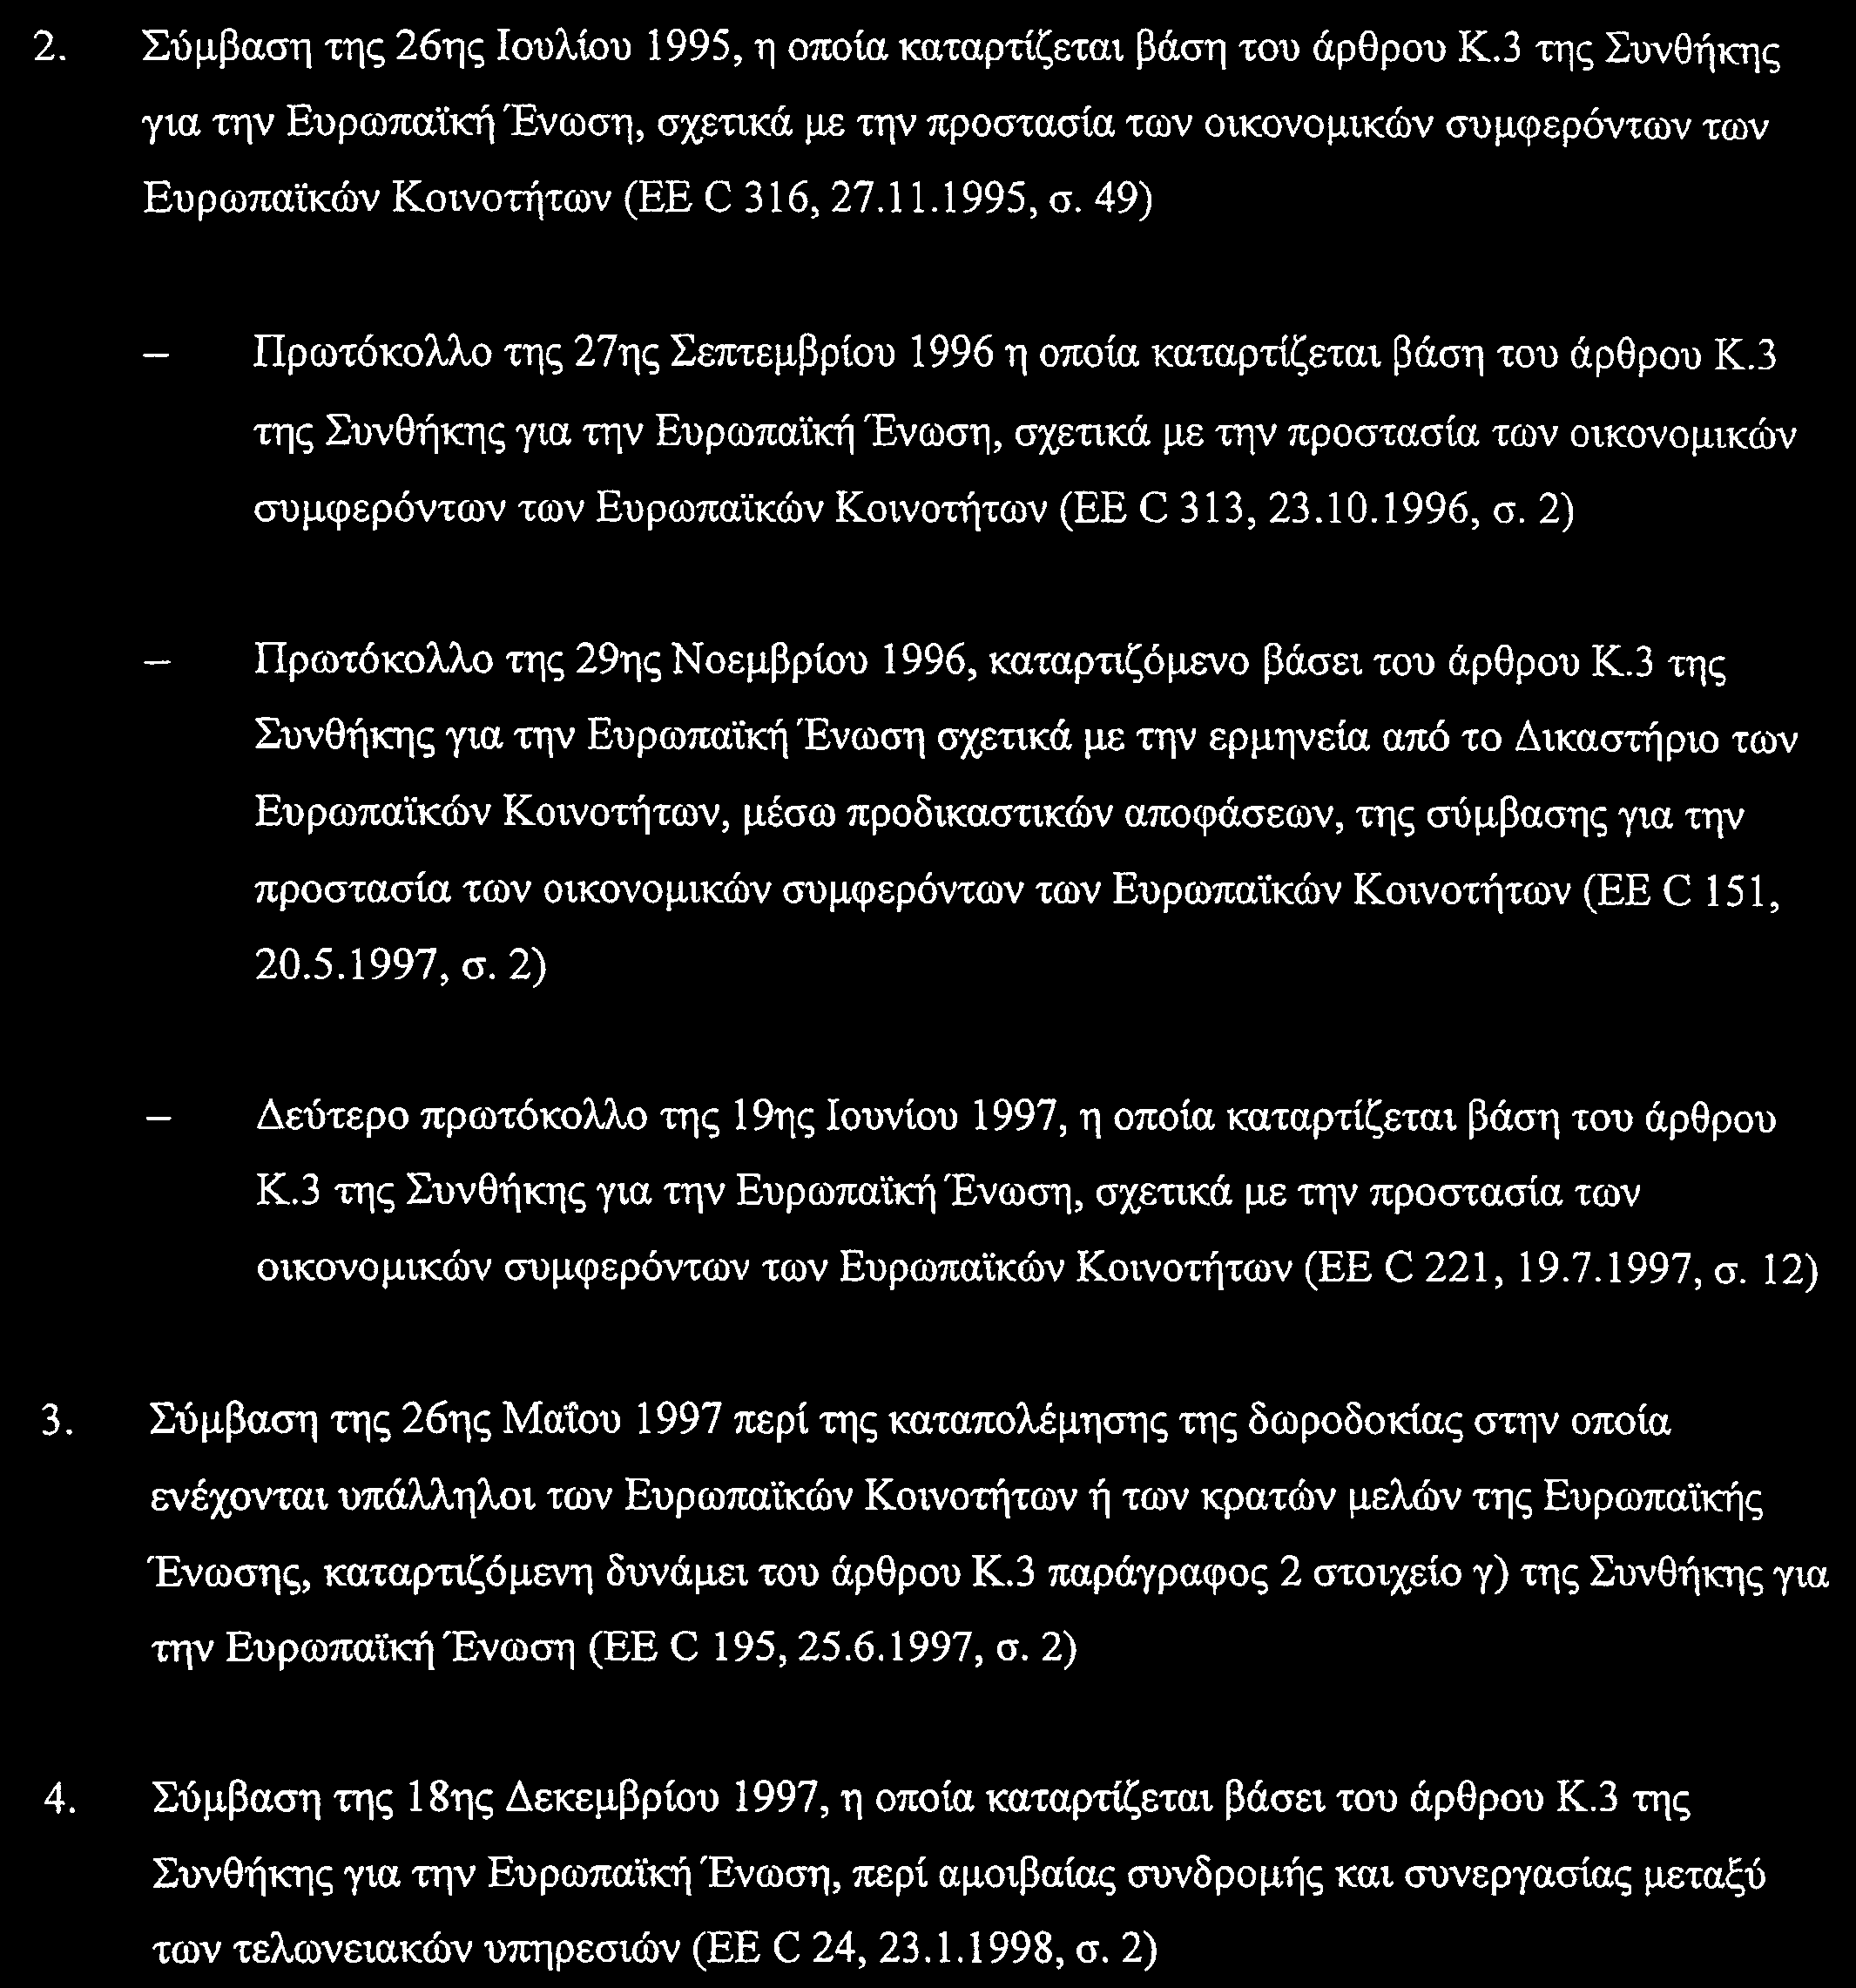 2. Σύμβαση της 26ης Ιουλίου 1995, η οποία καταρτίζεται βάση του άρθρου Κ.3 της Συνθήκης
για την Ευρωπαϊκή Ένωση, σχετικά με την προστασία των οικονομικών συμφερόντων των
Ευρωπαϊκών Κοινοτήτων (ΕΕ C 316, 27.11.1995, σ. 49)
– Πρωτόκολλο της 27ης Σεπτεμβρίου 1996 η οποία καταρτίζεται βάση του άρθρου Κ.3
της Συνθήκης για την Ευρωπαϊκή Ένωση, σχετικά με την προστασία των οικονομικών
συμφερόντων των Ευρωπαϊκών Κοινοτήτων (ΕΕ C 313, 23.10.1996, σ. 2)
– Πρωτόκολλο της 29ης Νοεμβρίου 1996, καταρτιζόμενο βάσει του άρθρου Κ.3 της
Συνθήκης για την Ευρωπαϊκή Ένωση σχετικά με την ερμηνεία από το Δικαστήριο των
Ευρωπαϊκών Κοινοτήτων, μέσω προδικαστικών αποφάσεων, της σύμβασης για την
προστασία των οικονομικών συμφερόντων των Ευρωπαϊκών Κοινοτήτων (ΕΕ C 151,
20.5.1997, σ. 2)
– Δεύτερο πρωτόκολλο της 19ης Ιουνίου 1997, η οποία καταρτίζεται βάση του άρθρου
Κ.3 της Συνθήκης για την Ευρωπαϊκή Ένωση, σχετικά με την προστασία των
οικονομικών συμφερόντων των Ευρωπαϊκών Κοινοτήτων (ΕΕ C 221, 19.7.1997, σ. 12)
3. Σύμβαση της 26ης Μαΐου 1997 περί της καταπολέμησης της δωροδοκίας στην οποία
ενέχονται υπάλληλοι των Ευρωπαϊκών Κοινοτήτων ή των κρατών μελών της Ευρωπαϊκής
Ένωσης, καταρτιζόμενη δυνάμει του άρθρου Κ.3 παράγραφος 2 στοιχείο γ) της Συνθήκης για
την Ευρωπαϊκή Ένωση (ΕΕ C 195, 25.6.1997, σ. 2)
4. Σύμβαση της 18ης Δεκεμβρίου 1997, η οποία καταρτίζεται βάσει του άρθρου Κ.3 της
Συνθήκης για την Ευρωπαϊκή Ένωση, περί αμοιβαίας συνδρομής και συνεργασίας μεταξύ
των τελωνειακών υπηρεσιών (ΕΕ C 24, 23.1.1998, σ. 2)